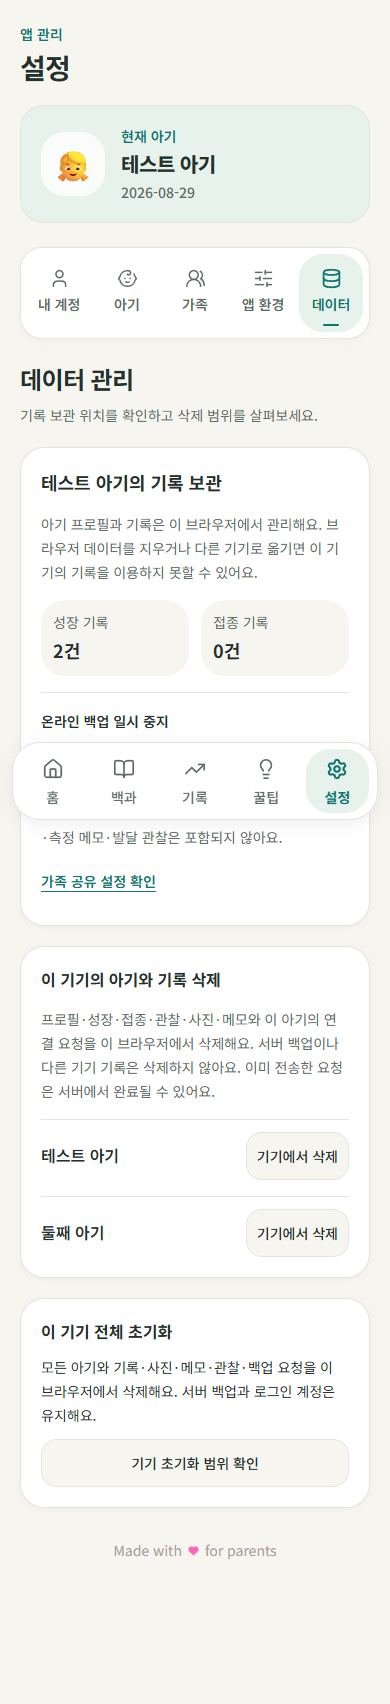 앱 관리
설정
현재 아기
테스트 아기
2026-08-29
내 계정
아기
가족
앱 환경
데이터
데이터 관리
기록 보관 위치를 확인하고 삭제 범위를 살펴보세요.
테스트 아기의 기록 보관
아기 프로필과 기록은 이 브라우저에서 관리해요. 브
라우저 데이터를 지우거나 다른 기기로 옮기면 이 기
기의 기록을 이용하지 못할 수 있어요.
성장 기록
2건
접종 기록
0건
온라인 백업 일시 중지
홈
백과
기록
꿀팁
설정
·측정 메모·발달 관찰은 포함되지 않아요.
가족 공유 설정 확인
이 기기의 아기와 기록 삭제
프로필·성장·접종·관찰·사진·메모와 이 아기의 연
결 요청을 이 브라우저에서 삭제해요. 서버 백업이나
다른 기기 기록은 삭제하지 않아요. 이미 전송한 요청
은 서버에서 완료될 수 있어요.
테스트 아기
기기에서 삭제
둘째 아기
기기에서 삭제
이 기기 전체 초기화
모든 아기와 기록·사진·메모·관찰·백업 요청을 이
브라우저에서 삭제해요. 서버 백업과 로그인 계정은
유지해요.
기기 초기화 범위 확인
Made with for parents